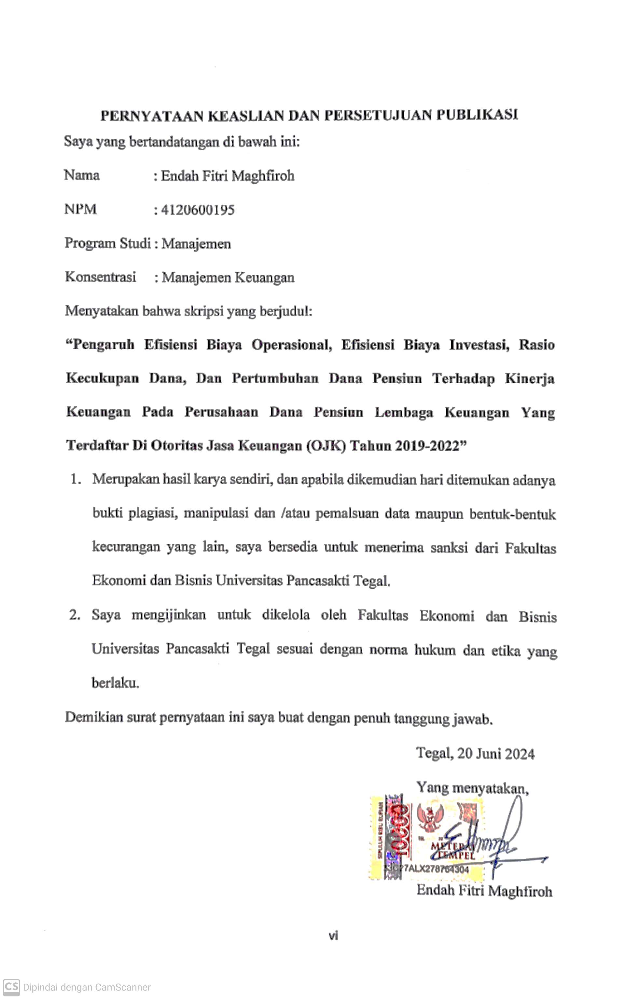 PERNYATAAN KEASLIAN DAN PERSETUJUAN PUBLIKASI
Saya yang bertandatangan di bawah ini:
Nama : Endah Fitri Maghfiroh
NPM : 4120600195
Program Studi : Manajemen
Konsentrasi : Manajemen Keuangan
Menyatakan bahwa skripsi yang berjudul:
“Pengaruh Efisiensi Biaya Operasional, Efisiensi Biaya Investasi, Rasio
Kecukupan Dana, Dan Pertumbuhan Dana Pensiun Terhadap Kinerja
Keuangan Pada Perusahaan Dana Pensiun Lembaga Keuangan Yang
Terdaftar Di Otoritas Jasa Keuangan (OJK) Tahun 2019-2022”
1. Merupakan hasil karya sendiri, dan apabila dikemudian hari ditemukan adanya
bukti plagiasi, manipulasi dan /atau pemalsuan data maupun bentuk-bentuk
kecurangan yang lain, saya bersedia untuk menerima sanksi dari Fakultas
Ekonomi dan Bisnis Universitas Pancasakti Tegal.
2. Saya mengijinkan untuk dikelola oleh Fakultas Ekonomi dan Bisnis
Universitas Pancasakti Tegal sesuai dengan norma hukum dan etika yang
berlaku.
Demikian surat pernyataan ini saya buat dengan penuh tanggung jawab.
Tegal, 20 Juni 2024
Yang menyatakan,
SEPULUH RIBU RUPIAH
10000
METERAI
TEMPEL
7ALX278764304
Endah Fitri Maghfiroh
vi
CS Dipindai dengan CamScanner